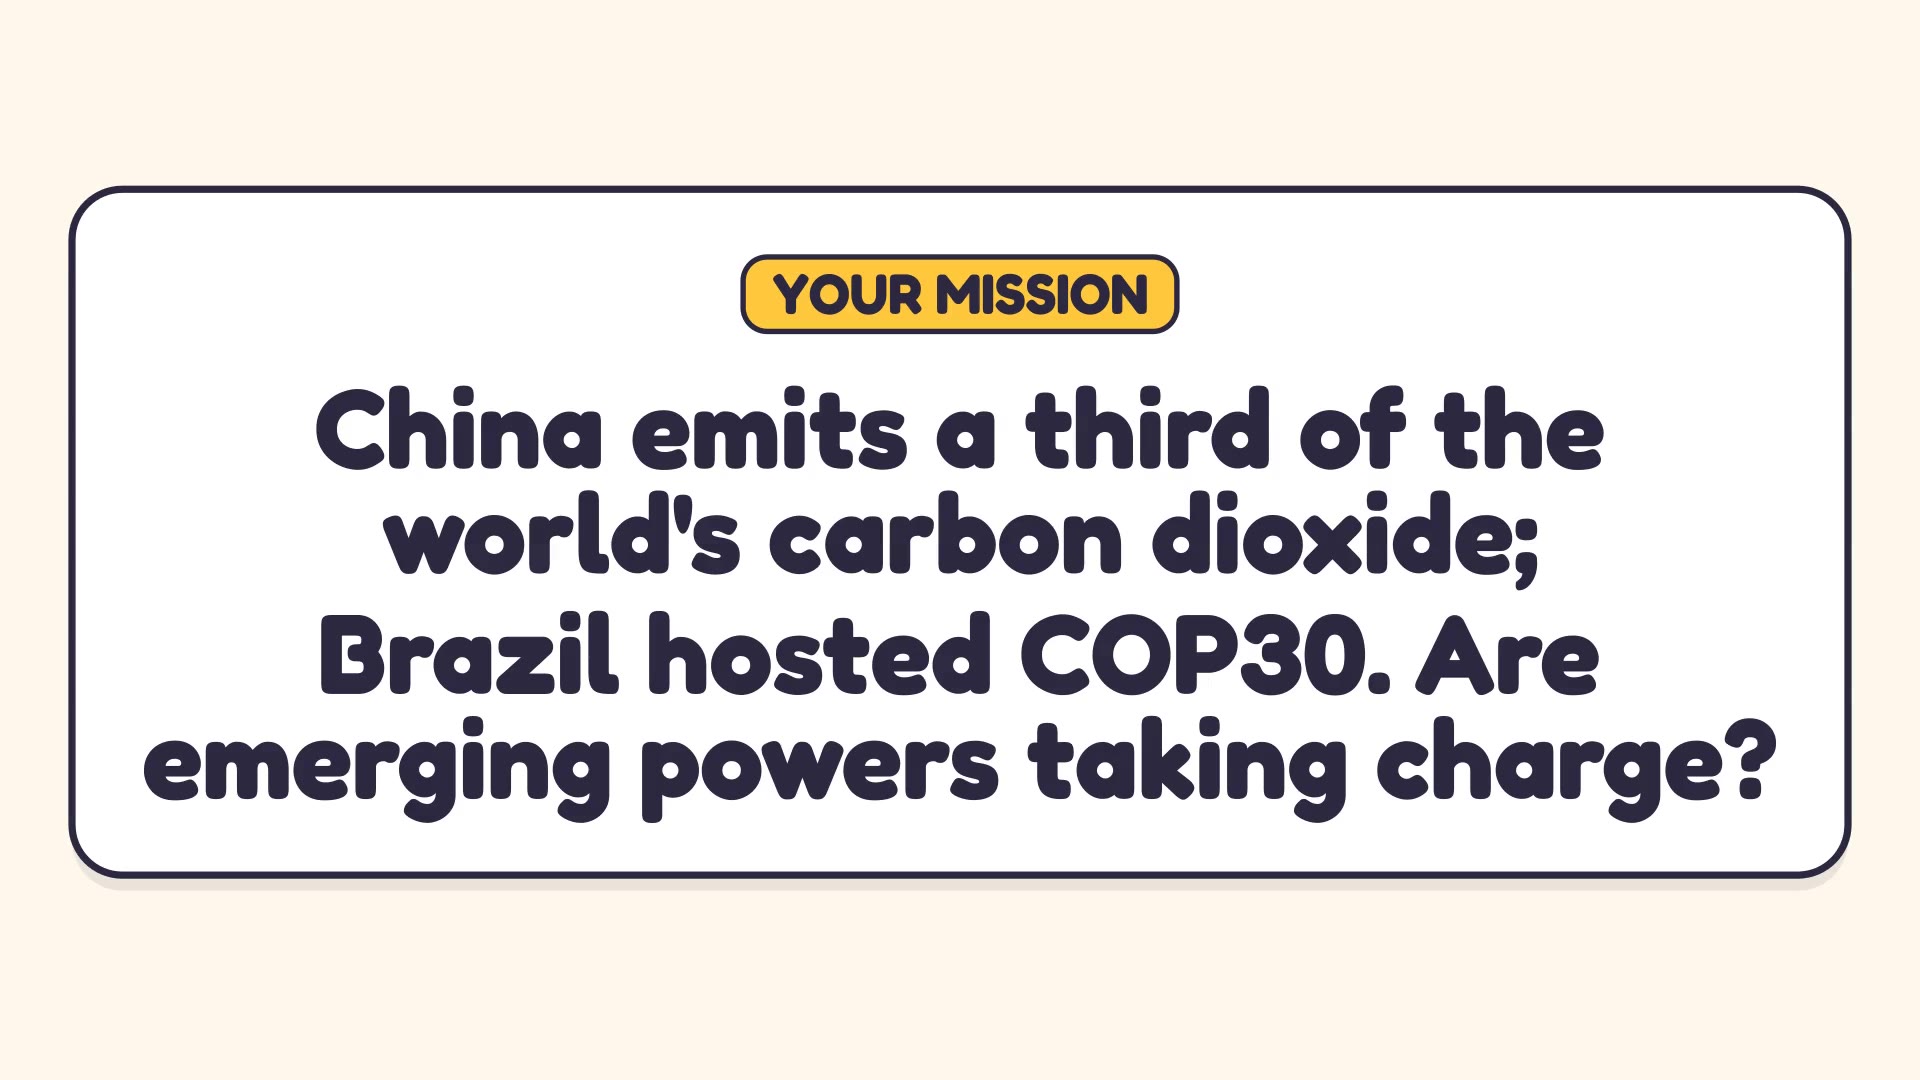 YOUR MISSION
China emits a third of the
world's carbon dioxide;
Brazil hosted COP30. Are
emerging powers taking charge?